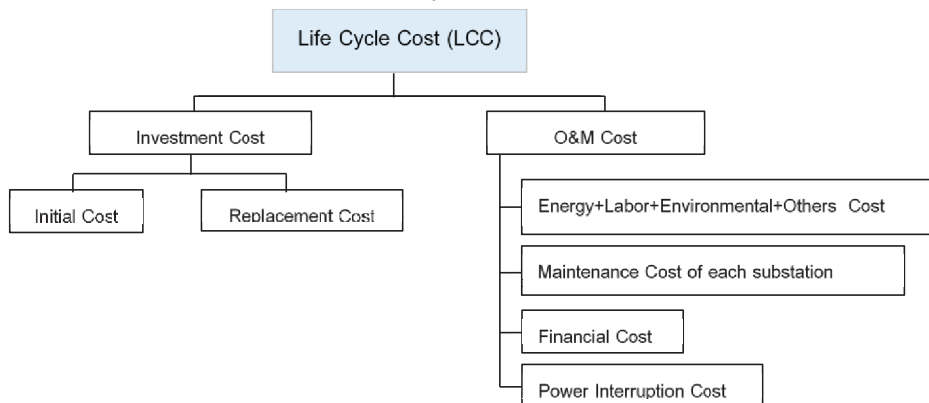 Life Cycle Cost (LCC)
Investment Cost
O&M Cost
Initial Cost
Replacement Cost
Energy+Labor+Environmental+Others Cost
Maintenance Cost of each substation
Financial Cost
Power Interruption Cost